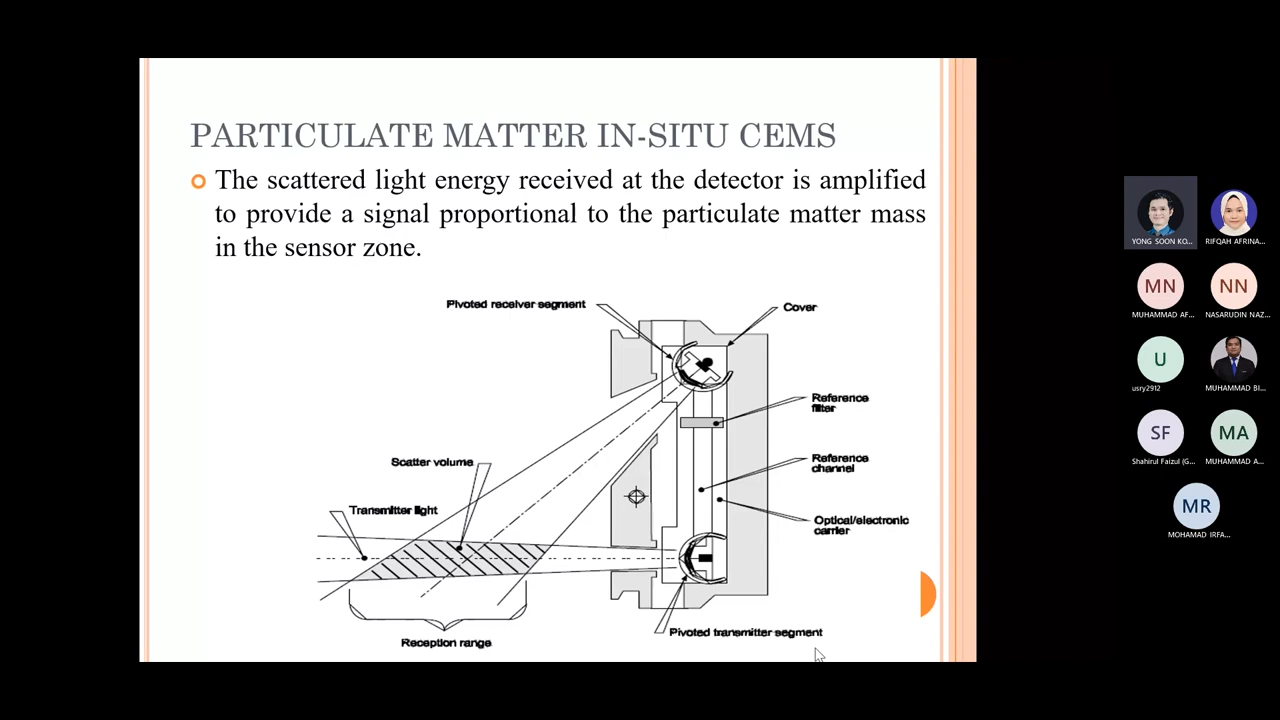 PARTICULATE MATTER IN-SITU CEMS
The scattered light energy received at the detector is amplified
to provide a signal proportional to the particulate matter mass
in the sensor zone.
Pivoted receiver segment
Cover
Reference
filter
Scatter volume
Reference
channel
Transmitter light
Optical/electronic
carrier
Pivoted transmitter segment
Reception range
YONG SOON KO...
RIFQAH AFRINA...
MN
NN
MUHAMMAD AF...
NASARUDIN NAZ...
U
usry2912
MUHAMMAD BI...
SF
MA
Shahirul Faizul (G...
MUHAMMAD A...
MR
MOHAMAD IRFA...